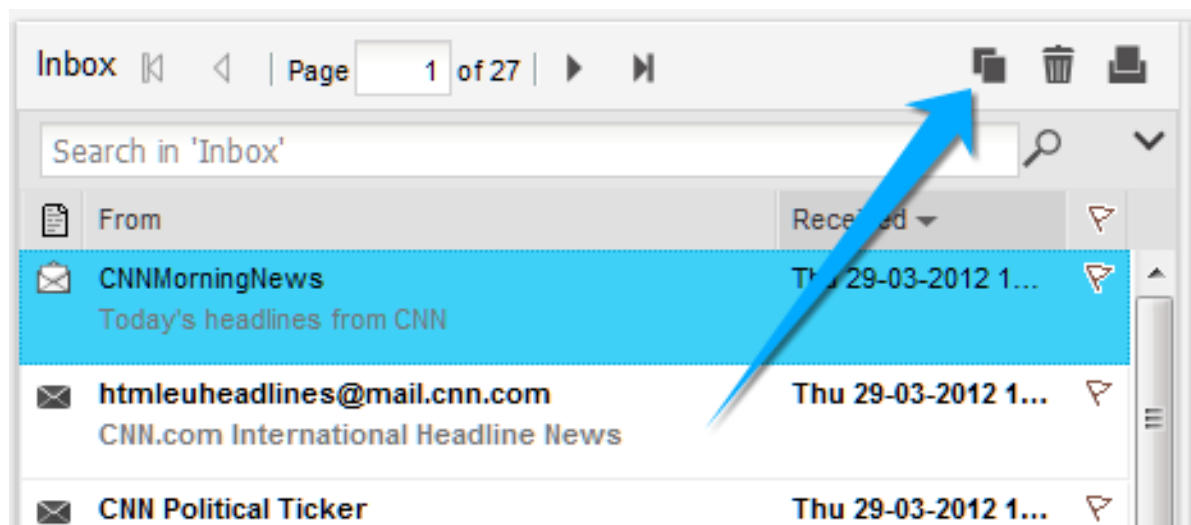 Inbox | Page 1 of 27 |
Search in 'Inbox'
From Received
CNNMorningNews Thu 29-03-2012 1...
Today's headlines from CNN
htmleuheadlines@mail.cnn.com Thu 29-03-2012 1...
CNN.com International Headline News
CNN Political Ticker Thu 29-03-2012 1...